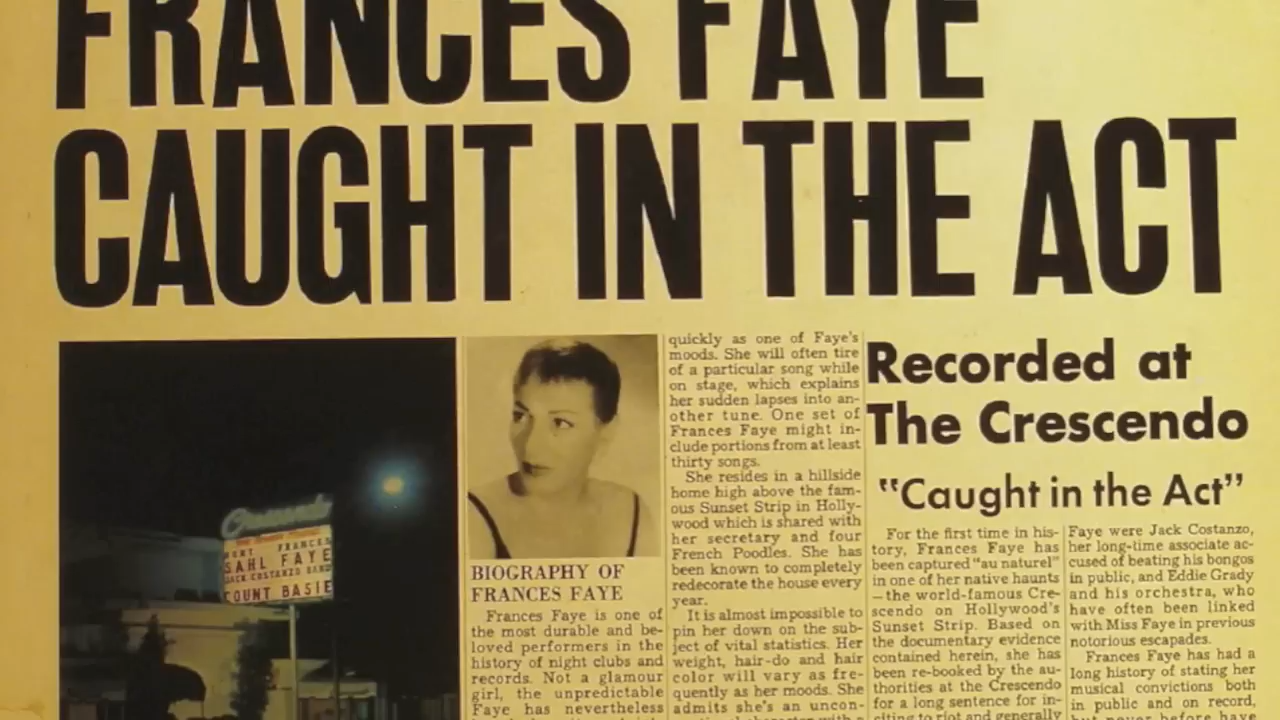 FRANCES FAYE
CAUGHT IN THE ACT
Crescendo
MORT FRANCES
SAHL FAYE
JACK COSTANZO BAND
COUNT BASIE
BIOGRAPHY OF
FRANCES FAYE
Frances Faye is one of
the most durable and be-
loved performers in the
history of night clubs and
records. Not a glamour
girl, the unpredictable
Faye has nevertheless
quickly as one of Faye's
moods. She will often tire
of a particular song while
on stage, which explains
her sudden lapses into an-
other tune. One set of
Frances Faye might in-
clude portions from at least
thirty songs.
She resides in a hillside
home high above the fam-
ous Sunset Strip in Holly-
wood which is shared with
her secretary and four
French Poodles. She has
been known to completely
redecorate the house every
year.
It is almost impossible to
pin her down on the sub-
ject of vital statistics. Her
weight, hair-do and hair
color will vary as fre-
quently as her moods. She
admits she's an uncon-
Recorded at
The Crescendo
"Caught in the Act"
For the first time in his-
tory, Frances Faye has
been captured "au naturel"
in one of her native haunts
—the world-famous Cre-
scendo on Hollywood's
Sunset Strip. Based on
the documentary evidence
contained herein, she has
been re-booked by the au-
thorities at the Crescendo
for a long sentence for in-
citing to riot and generally
Faye were Jack Costanzo,
her long-time associate ac-
cused of beating his bongos
in public, and Eddie Grady
and his orchestra, who
have often been linked
with Miss Faye in previous
notorious escapades.
Frances Faye has had a
long history of stating her
musical convictions both
in public and on record,
but never before have